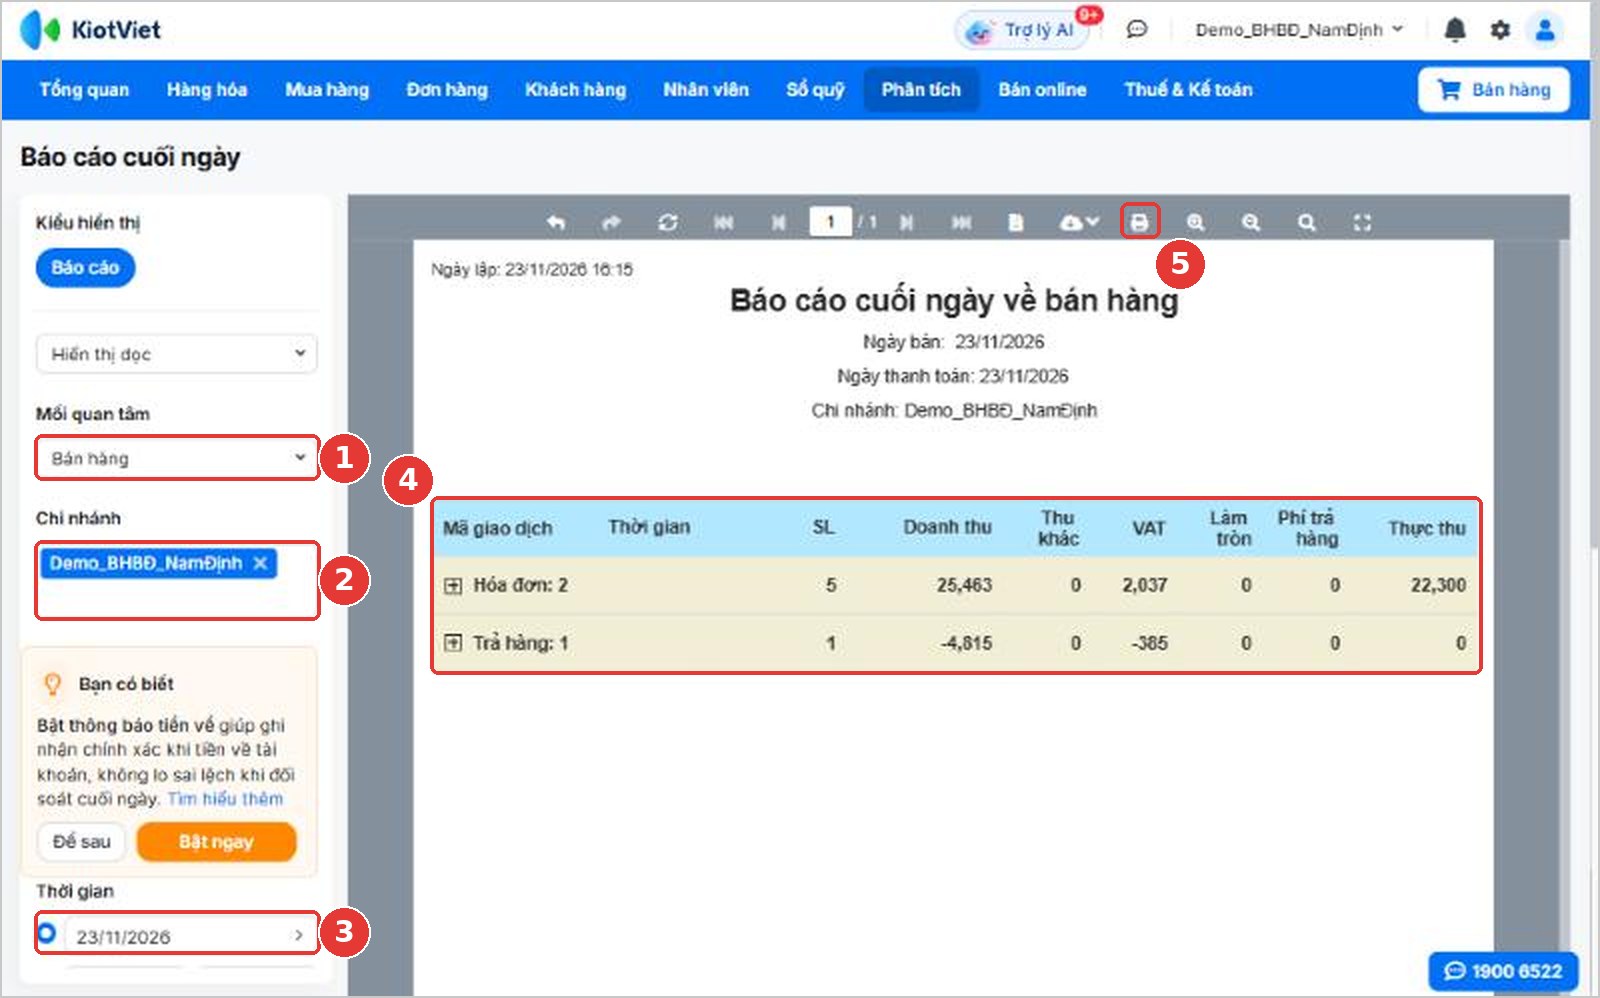 KiotViet
Trợ lý AI
9+
Demo_BHBĐ_NamĐịnh
Tổng quan
Hàng hóa
Mua hàng
Đơn hàng
Khách hàng
Nhân viên
Sổ quỹ
Phân tích
Bán online
Thuế & Kế toán
Bán hàng
Báo cáo cuối ngày
Kiểu hiển thị
Báo cáo
Hiển thị dọc
Mối quan tâm
Bán hàng
1
Chi nhánh
Demo_BHBĐ_NamĐịnh
2
Bạn có biết
Bật thông báo tiền về giúp ghi
nhận chính xác khi tiền về tài
khoản, không lo sai lệch khi đối
soát cuối ngày. Tìm hiểu thêm
Để sau
Bật ngay
Thời gian
23/11/2026
3
1 / 1
5
Ngày lập: 23/11/2026 16:15
Báo cáo cuối ngày về bán hàng
Ngày bán: 23/11/2026
Ngày thanh toán: 23/11/2026
Chi nhánh: Demo_BHBĐ_NamĐịnh
4
Mã giao dịch Thời gian SL Doanh thu Thu khác VAT Làm tròn Phí trả hàng Thực thu
Hóa đơn: 2 5 25,463 0 2,037 0 0 22,300
Trả hàng: 1 1 -4,815 0 -385 0 0 0
1900 6522